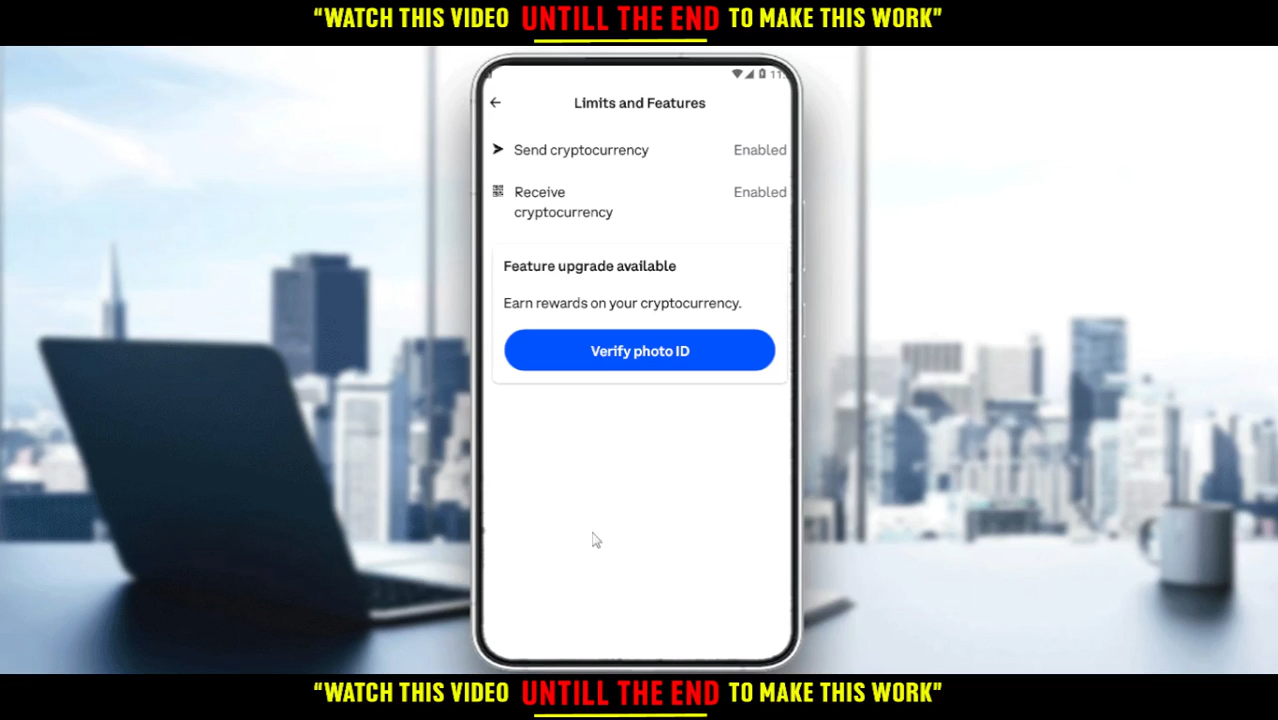 “WATCH THIS VIDEO UNTILL THE END TO MAKE THIS WORK”
Limits and Features
Send cryptocurrency Enabled
Receive Enabled
cryptocurrency
Feature upgrade available
Earn rewards on your cryptocurrency.
Verify photo ID
“WATCH THIS VIDEO UNTILL THE END TO MAKE THIS WORK”